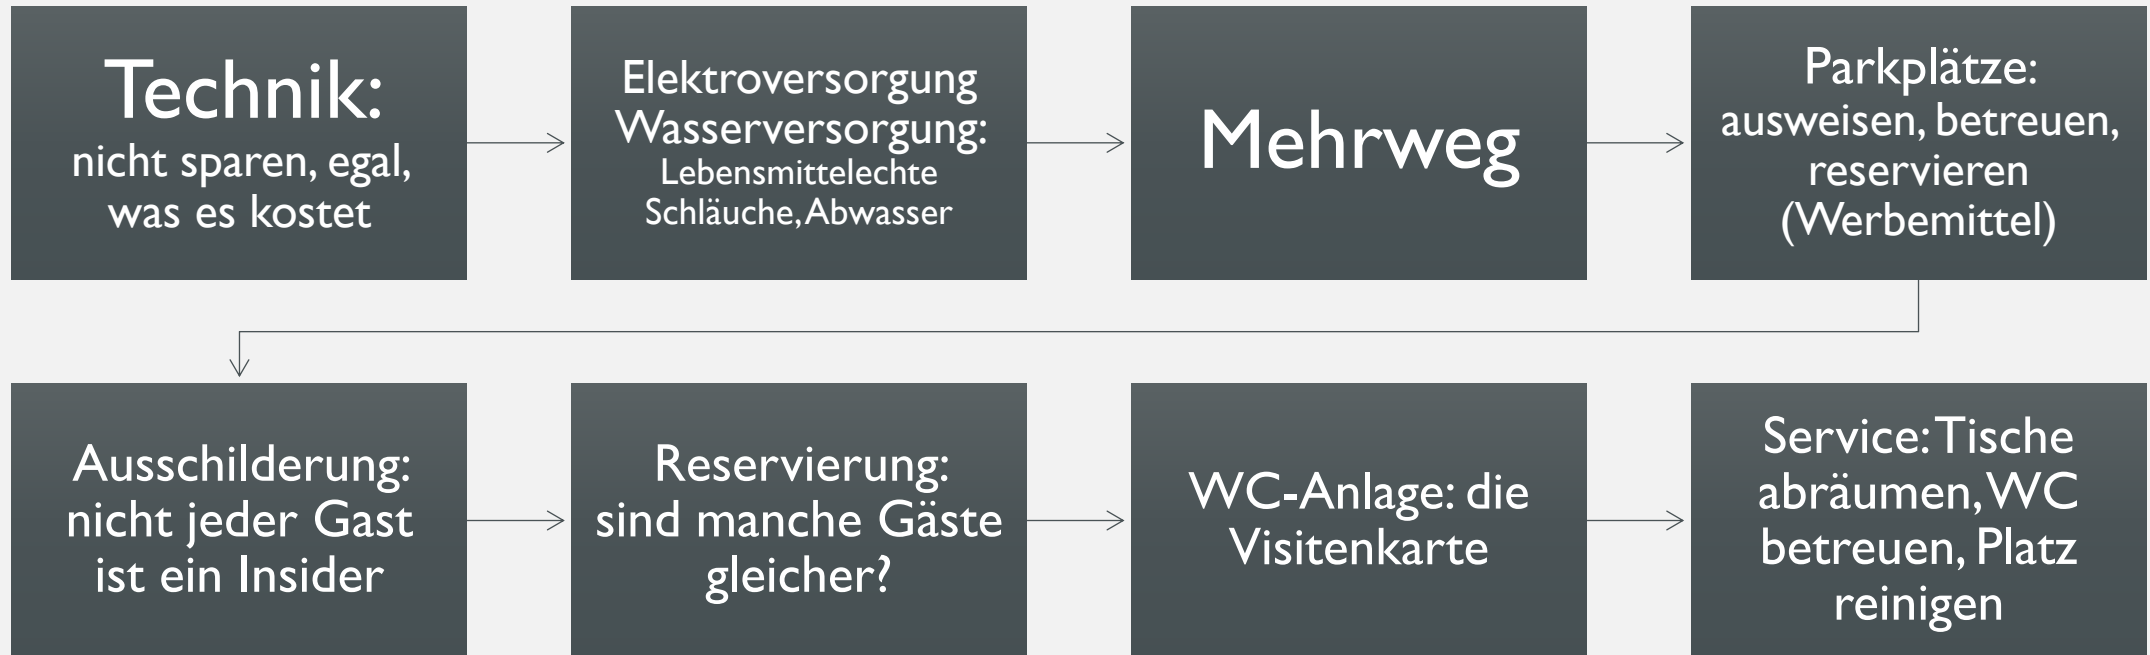 Technik:
nicht sparen, egal,
was es kostet
Elektroversorgung
Wasserversorgung:
Lebensmittelechte
Schläuche, Abwasser
Mehrweg
Parkplätze:
ausweisen, betreuen,
reservieren
(Werbemittel)
Ausschilderung:
nicht jeder Gast
ist ein Insider
Reservierung:
sind manche Gäste
gleicher?
WC-Anlage: die
Visitenkarte
Service: Tische
abräumen, WC
betreuen, Platz
reinigen